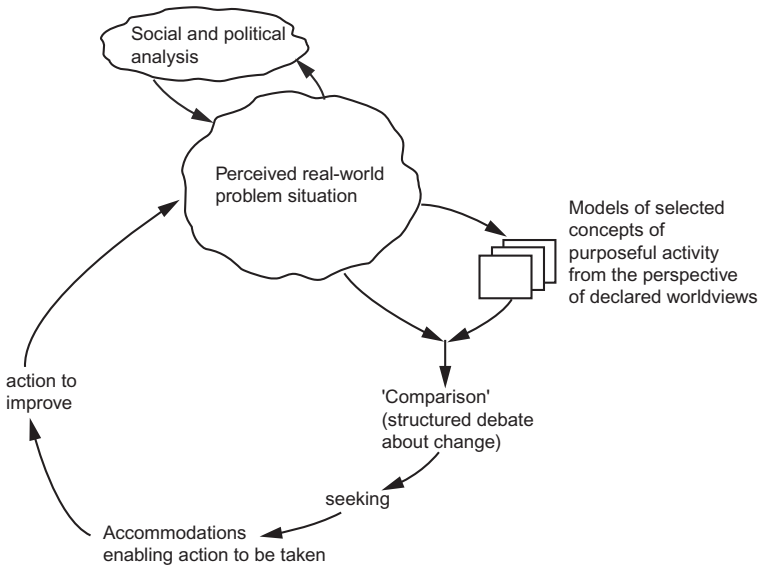 Social and political
analysis
Perceived real-world
problem situation
Models of selected
concepts of
purposeful activity
from the perspective
of declared worldviews
'Comparison'
(structured debate
about change)
seeking
Accommodations
enabling action to be taken
action to
improve